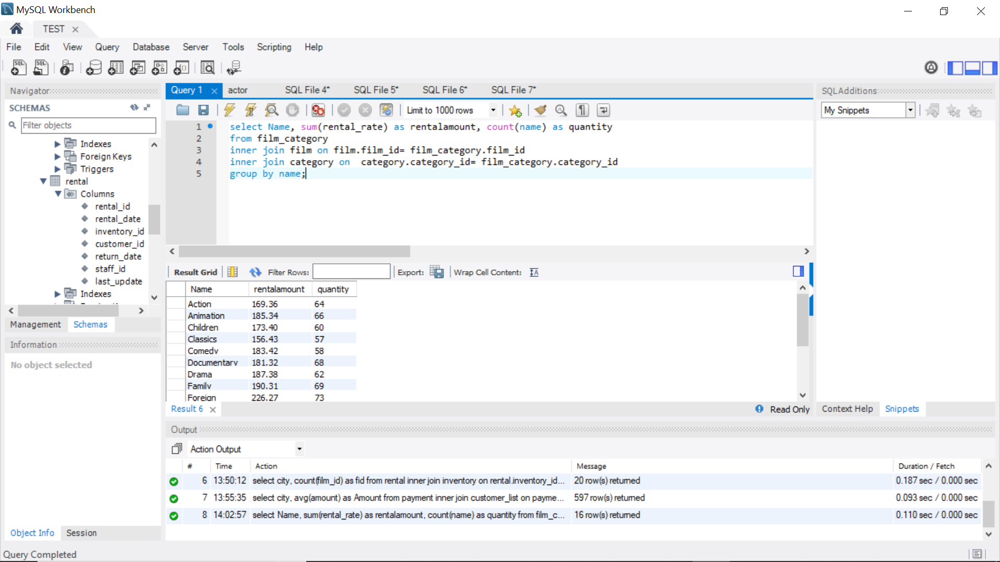 MySQL Workbench
TEST
File Edit View Query Database Server Tools Scripting Help
Navigator
SCHEMAS
Filter objects
Indexes
Foreign Keys
Triggers
rental
Columns
rental_id
rental_date
inventory_id
customer_id
return_date
staff_id
last_update
Indexes
Management Schemas
Information
No object selected
Object Info Session
Query Completed
Query 1 actor SQL File 4* SQL File 5* SQL File 6* SQL File 7*
Limit to 1000 rows
1 select Name, sum(rental_rate) as rentalamount, count(name) as quantity
2 from film_category
3 inner join film on film.film_id= film_category.film_id
4 inner join category on  category.category_id= film_category.category_id
5 group by name;
Result Grid Filter Rows: Export: Wrap Cell Content:
Name rentalamount quantity
Action 169.36 64
Animation 185.34 66
Children 173.40 60
Classics 156.43 57
Comedy 183.42 58
Documentary 181.32 68
Drama 187.38 62
Family 190.31 69
Foreign 226.27 73
Result 6 Read Only
Output
Action Output
# Time Action Message Duration / Fetch
6 13:50:12 select city, count(film_id) as fid from rental inner join inventory on rental.inventory_id... 20 row(s) returned 0.187 sec / 0.000 sec
7 13:55:35 select city, avg(amount) as Amount from payment inner join customer_list on payme... 597 row(s) returned 0.093 sec / 0.000 sec
8 14:02:57 select Name, sum(rental_rate) as rentalamount, count(name) as quantity from film_c... 16 row(s) returned 0.110 sec / 0.000 sec
SQLAdditions
My Snippets
Context Help Snippets